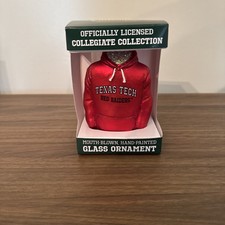 OFFICIALLY LICENSED
COLLEGIATE COLLECTION
TEXAS TECH
RED RAIDERS
MOUTH BLOWN, HAND-PAINTED
GLASS ORNAMENT